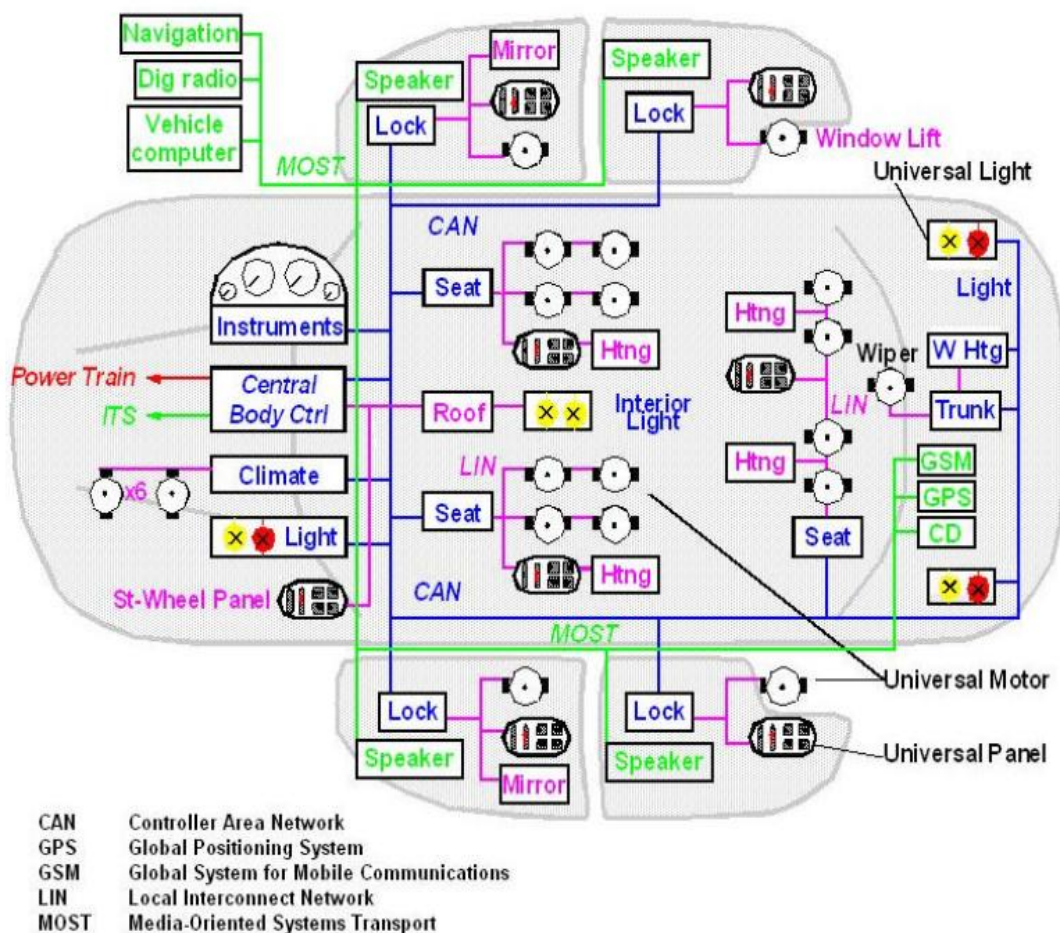 Navigation
Dig radio
Vehicle
computer
MOST
Speaker
Mirror
Lock
Speaker
Lock
Window Lift
Universal Light
CAN
Seat
Htng
Instruments
Power Train
ITS
Central
Body Ctrl
Roof
Interior
Light
Climate
x6
Light
St-Wheel Panel
LIN
Seat
Htng
CAN
MOST
Htng
Htng
LIN
Seat
Wiper
Light
W Htg
Trunk
GSM
GPS
CD
Lock
Speaker
Mirror
Lock
Speaker
Universal Motor
Universal Panel
CAN Controller Area Network
GPS Global Positioning System
GSM Global System for Mobile Communications
LIN Local Interconnect Network
MOST Media-Oriented Systems Transport